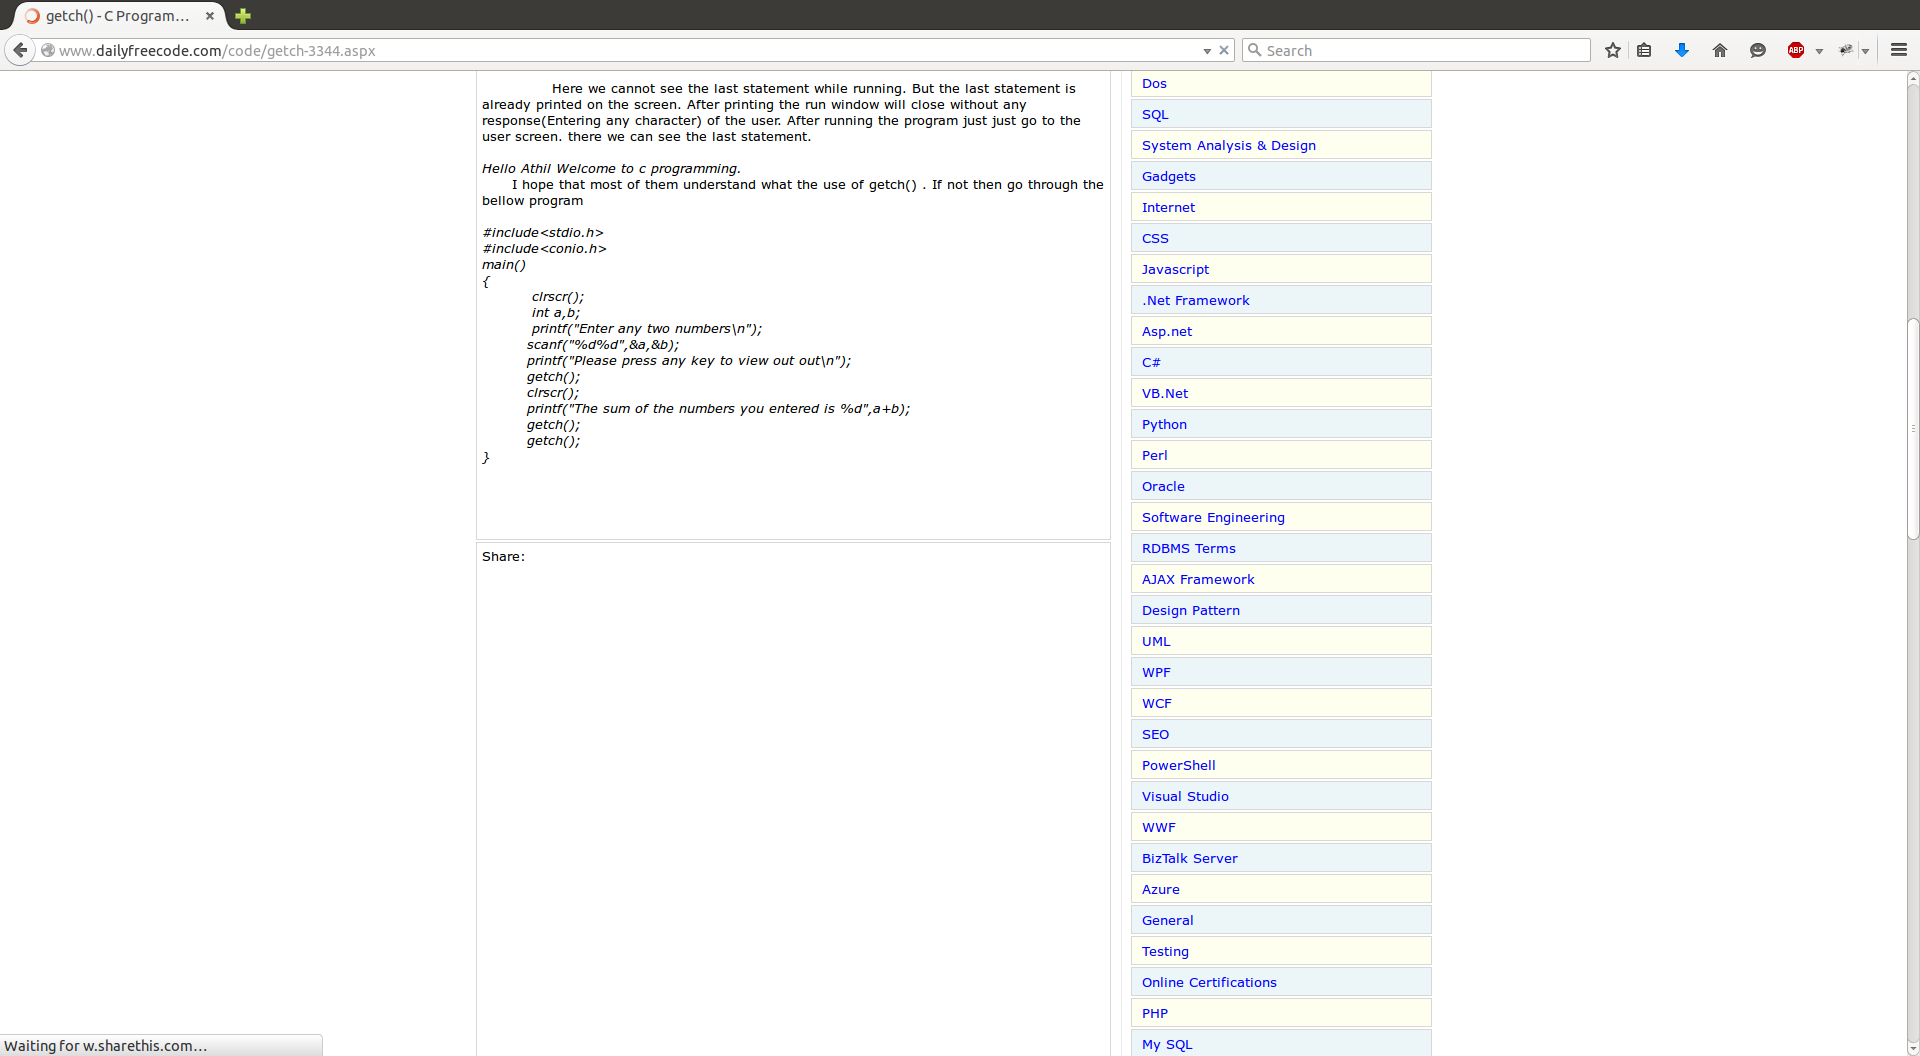 getch() - C Program...
www.dailyfreecode.com/code/getch-3344.aspx
Search
ABP
Here we cannot see the last statement while running. But the last statement is
already printed on the screen. After printing the run window will close without any
response(Entering any character) of the user. After running the program just just go to the
user screen. there we can see the last statement.
Hello Athil Welcome to c programming.
I hope that most of them understand what the use of getch() . If not then go through the
bellow program
#include<stdio.h>
#include<conio.h>
main()
{
clrscr();
int a,b;
printf("Enter any two numbers\n");
scanf("%d%d",&a,&b);
printf("Please press any key to view out out\n");
getch();
clrscr();
printf("The sum of the numbers you entered is %d",a+b);
getch();
getch();
}
Share:
Dos
SQL
System Analysis & Design
Gadgets
Internet
CSS
Javascript
.Net Framework
Asp.net
C#
VB.Net
Python
Perl
Oracle
Software Engineering
RDBMS Terms
AJAX Framework
Design Pattern
UML
WPF
WCF
SEO
PowerShell
Visual Studio
WWF
BizTalk Server
Azure
General
Testing
Online Certifications
PHP
My SQL
Waiting for w.sharethis.com...